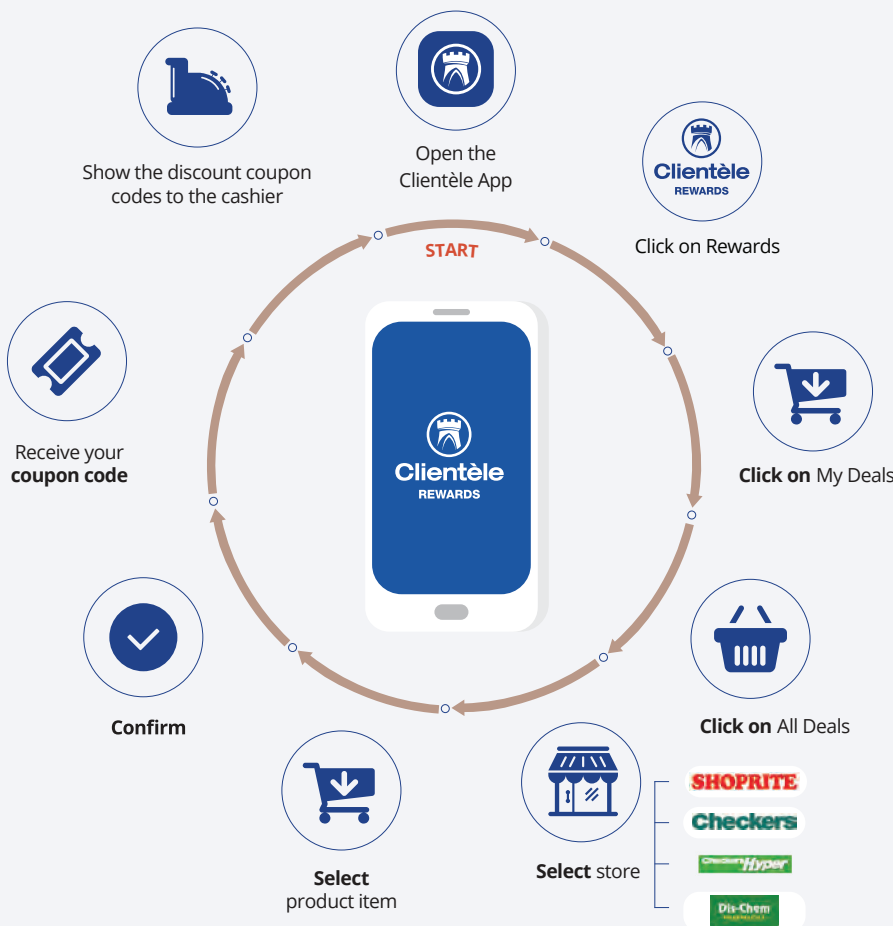 Open the
Clientèle App
START
Clientèle
REWARDS
Click on Rewards
Click on My Deals
Click on All Deals
Select store
SHOPRITE
Checkers
Checkers Hyper
Dis-Chem
Select
product item
Confirm
Receive your
coupon code
Show the discount coupon
codes to the cashier
Clientèle
REWARDS